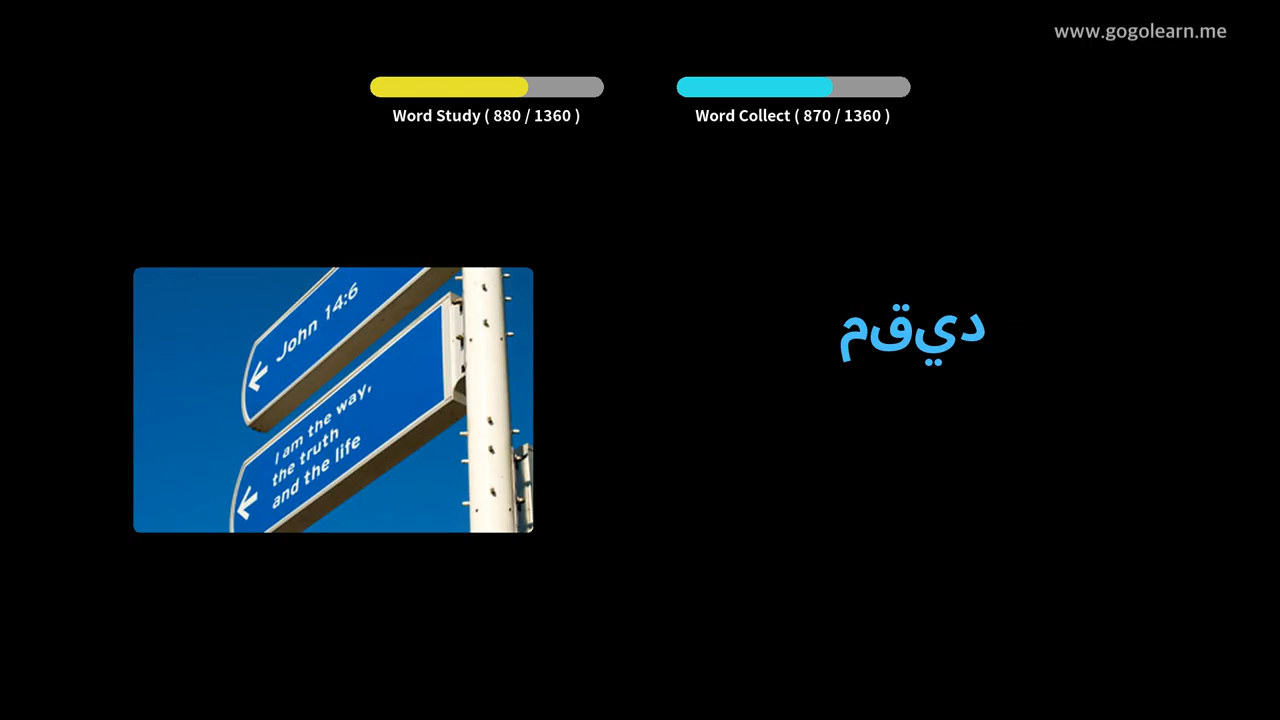 www.gogolearn.me
Word Study ( 880 / 1360 )
Word Collect ( 870 / 1360 )
John 14:6
I am the way,
the truth
and the life
ديقم